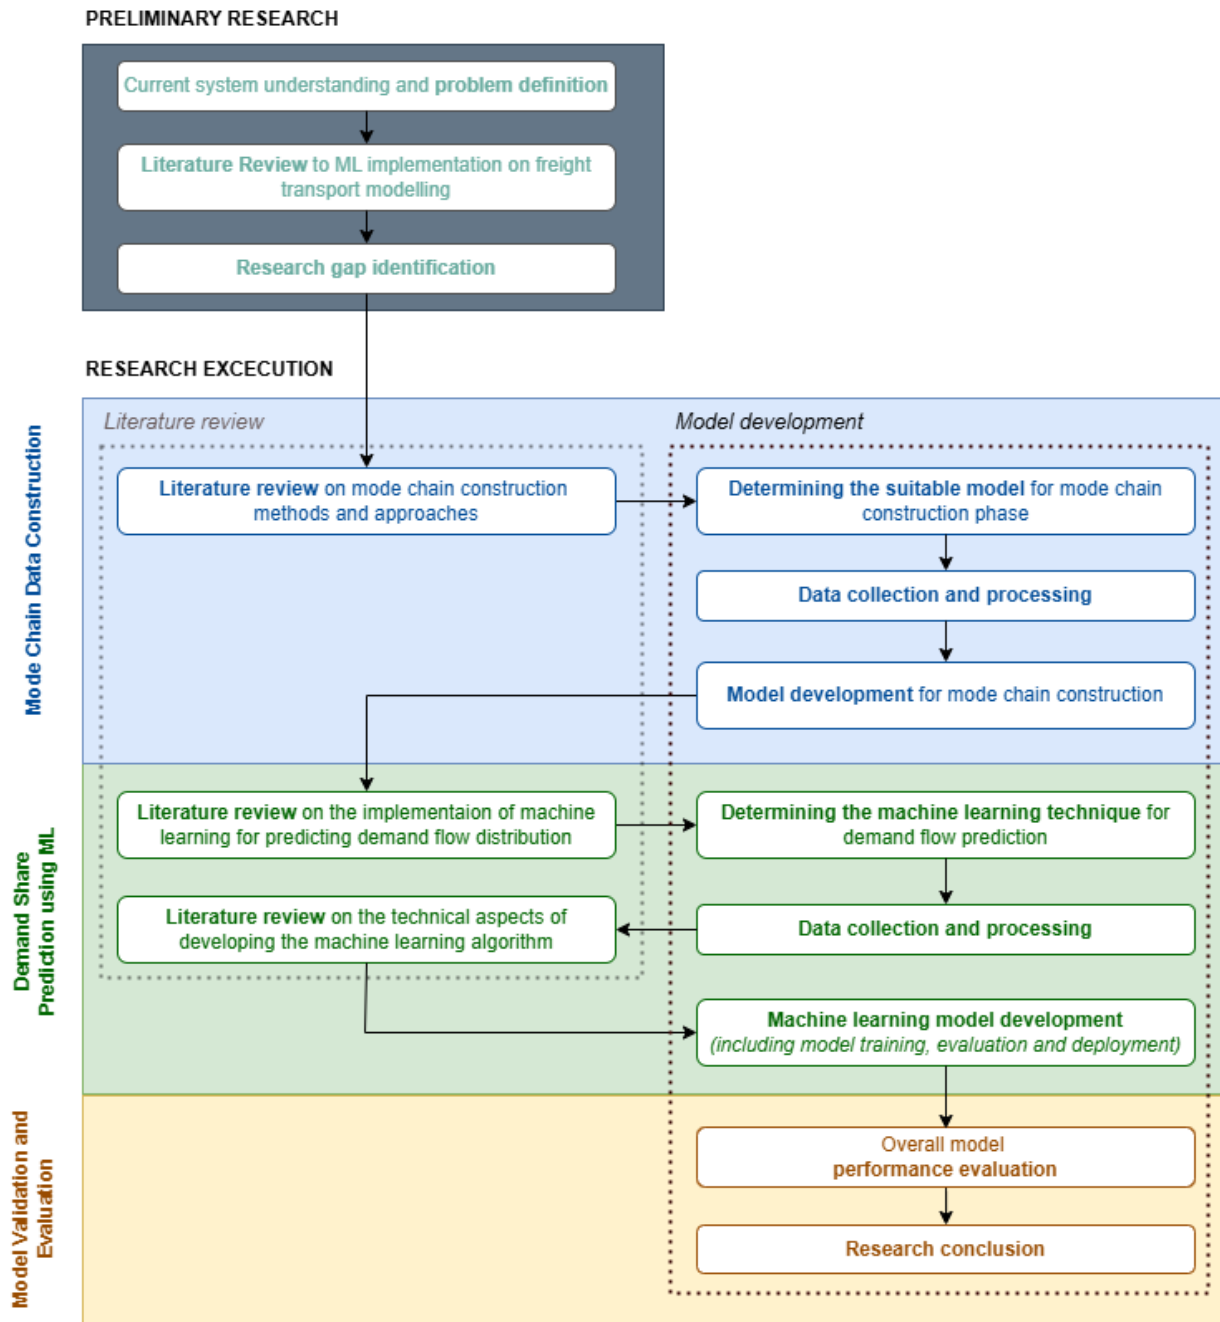 PRELIMINARY RESEARCH
Current system understanding and problem definition
Literature Review to ML implementation on freight
transport modelling
Research gap identification
RESEARCH EXCECUTION
Mode Chain Data Construction
Literature review
Model development
Literature review on mode chain construction
methods and approaches
Determining the suitable model for mode chain
construction phase
Data collection and processing
Model development for mode chain construction
Demand Share
Prediction using ML
Literature review on the implementaion of machine
learning for predicting demand flow distribution
Determining the machine learning technique for
demand flow prediction
Data collection and processing
Literature review on the technical aspects of
developing the machine learning algorithm
Machine learning model development
(including model training, evaluation and deployment)
Model Validation and
Evaluation
Overall model
performance evaluation
Research conclusion